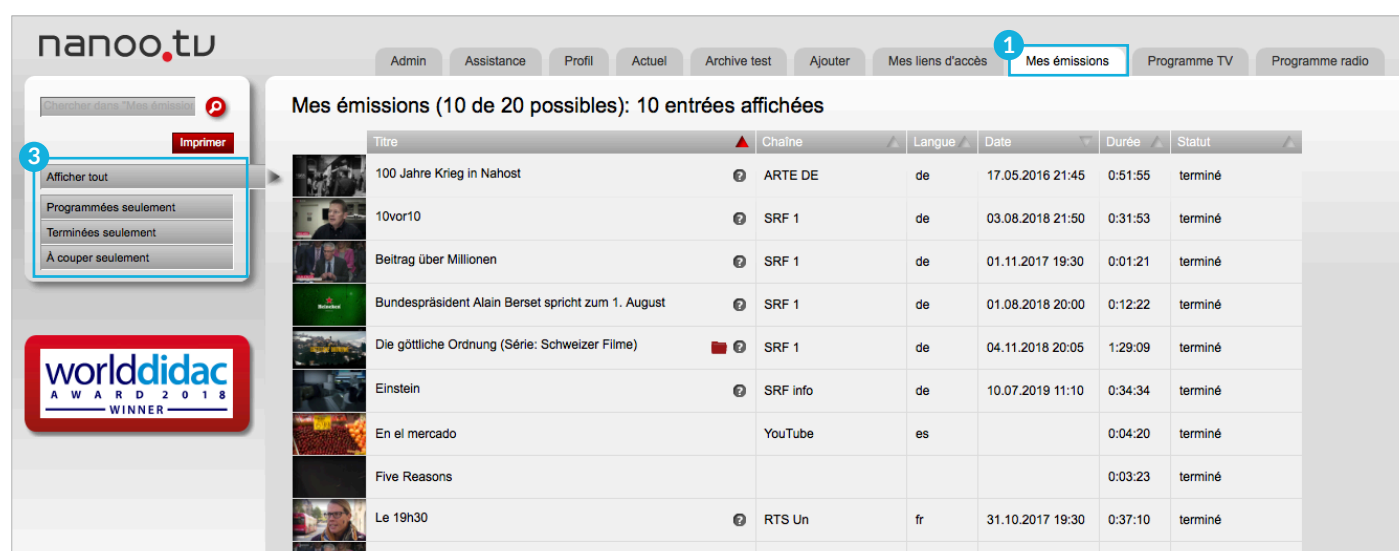 nanoo.tv
1
Admin Assistance Profil Actuel Archive test Ajouter Mes liens d'accès Mes émissions Programme TV Programme radio
Chercher dans "Mes émission
Imprimer
3
Afficher tout
Programmées seulement
Terminées seulement
À couper seulement
worlddidac
AWARD 2018
WINNER
Mes émissions (10 de 20 possibles): 10 entrées affichées
Titre Chaîne Langue Date Durée Statut
100 Jahre Krieg in Nahost ? ARTE DE de 17.05.2016 21:45 0:51:55 terminé
10vor10 ? SRF 1 de 03.08.2018 21:50 0:31:53 terminé
Beitrag über Millionen ? SRF 1 de 01.11.2017 19:30 0:01:21 terminé
Heineken
Bundespräsident Alain Berset spricht zum 1. August ? SRF 1 de 01.08.2018 20:00 0:12:22 terminé
Die göttliche Ordnung (Série: Schweizer Filme) ? SRF 1 de 04.11.2018 20:05 1:29:09 terminé
Einstein ? SRF info de 10.07.2019 11:10 0:34:34 terminé
En el mercado YouTube es 0:04:20 terminé
Five Reasons 0:03:23 terminé
Le 19h30 ? RTS Un fr 31.10.2017 19:30 0:37:10 terminé